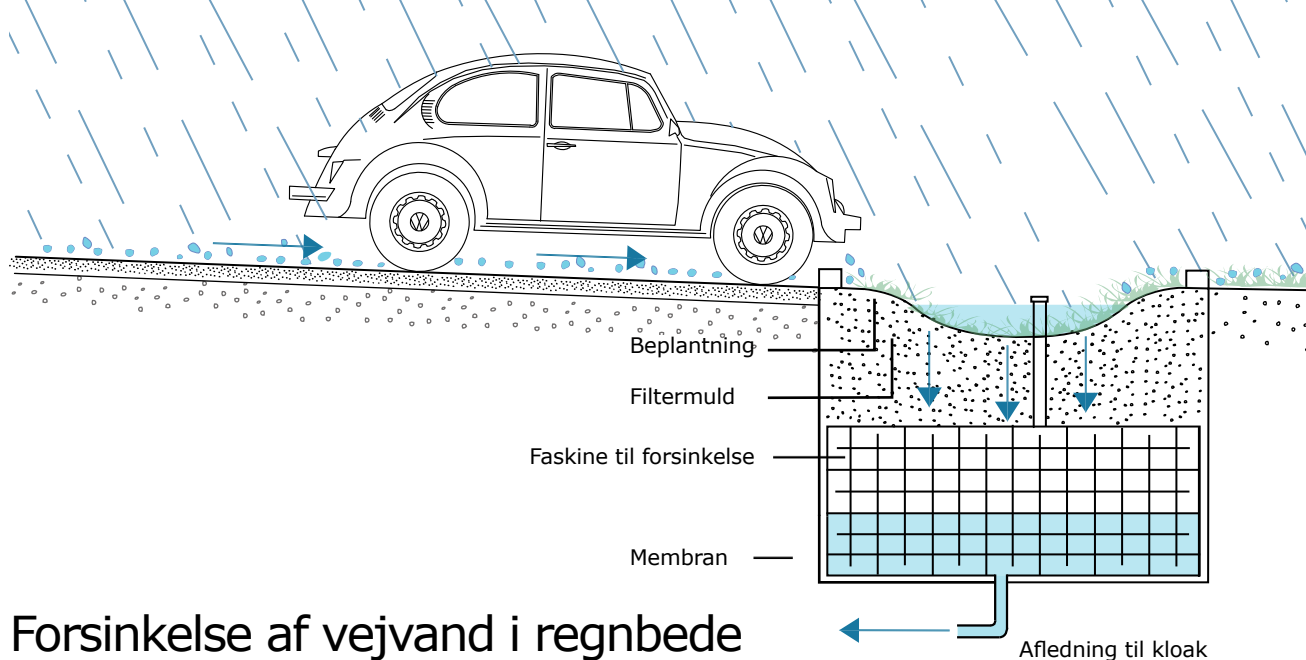 Beplantning
Filtermuld
Faskine til forsinkelse
Membran
Forsinkelse af vejvand i regnbede
Afledning til kloak